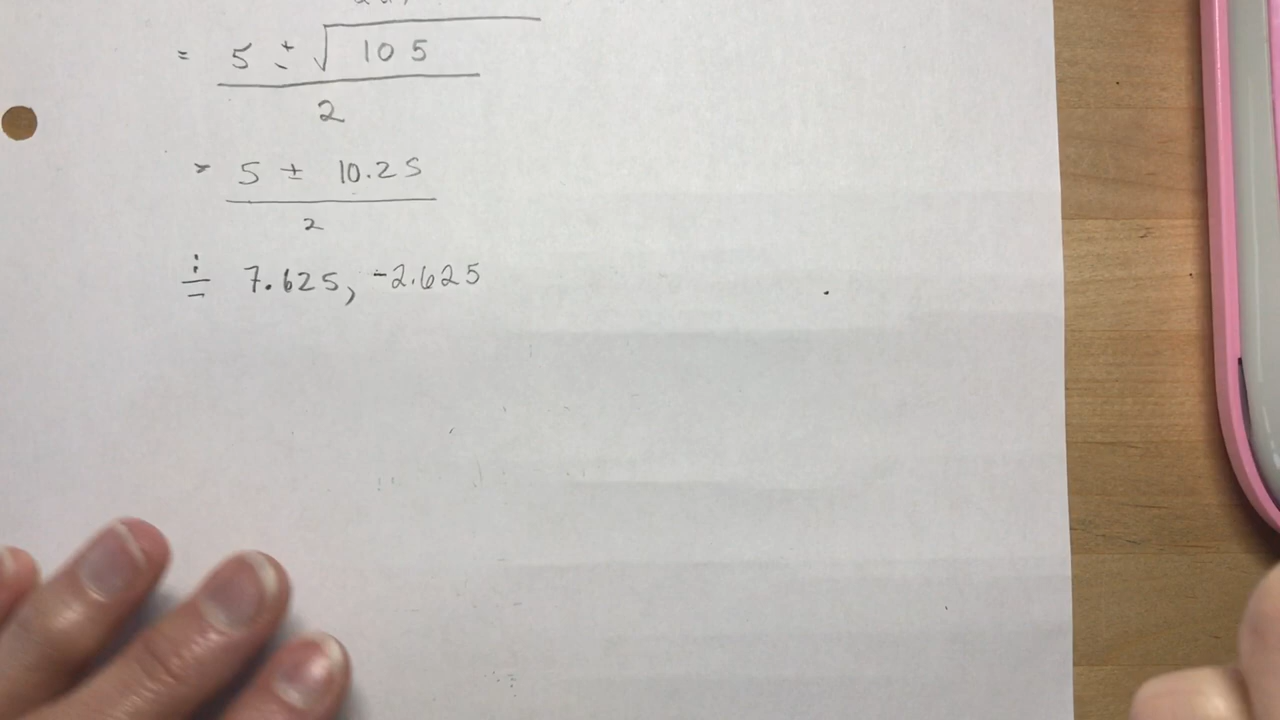 = 5 ± √105
2
= 5 ± 10.25
2
≐ 7.625, -2.625